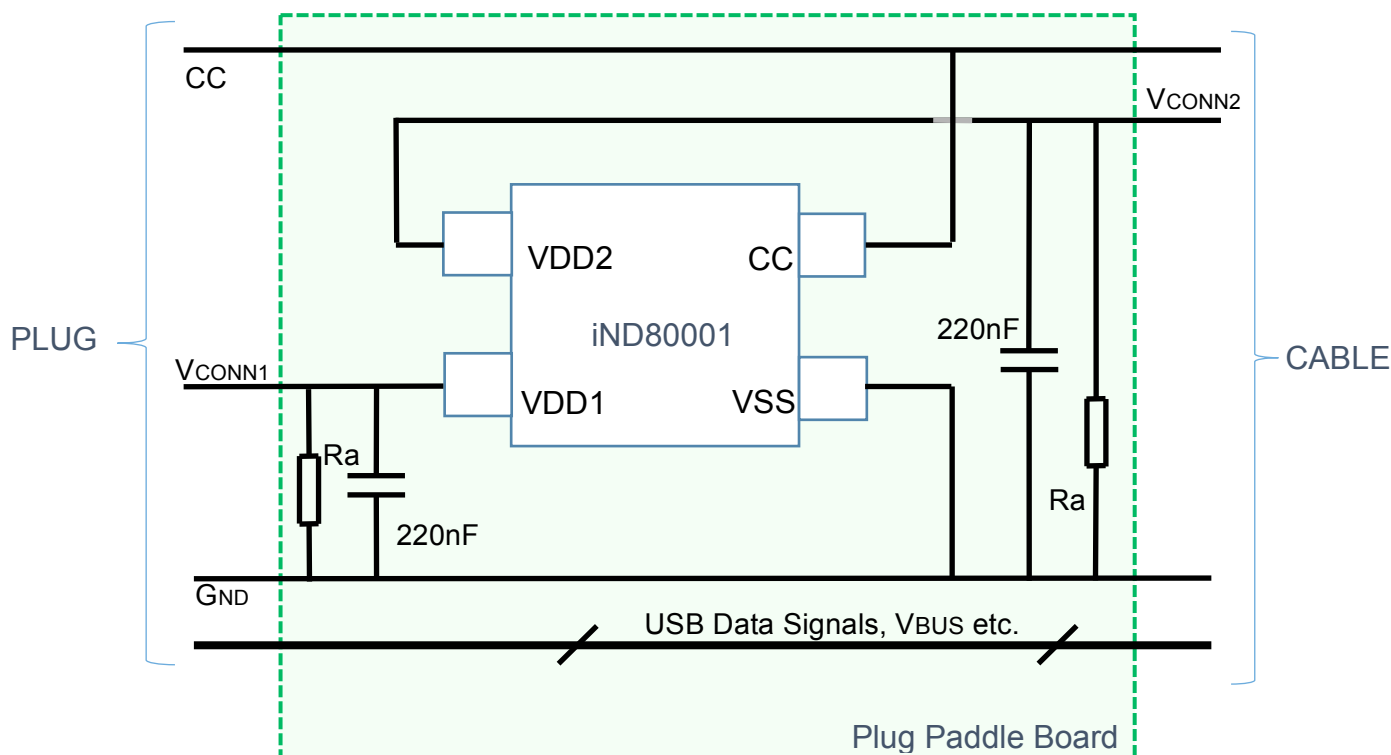 CC
VCONN2
VDD2
CC
iND80001
220nF
PLUG
CABLE
VCONN1
VDD1
VSS
Ra
Ra
220nF
GND
USB Data Signals, VBUS etc.
Plug Paddle Board